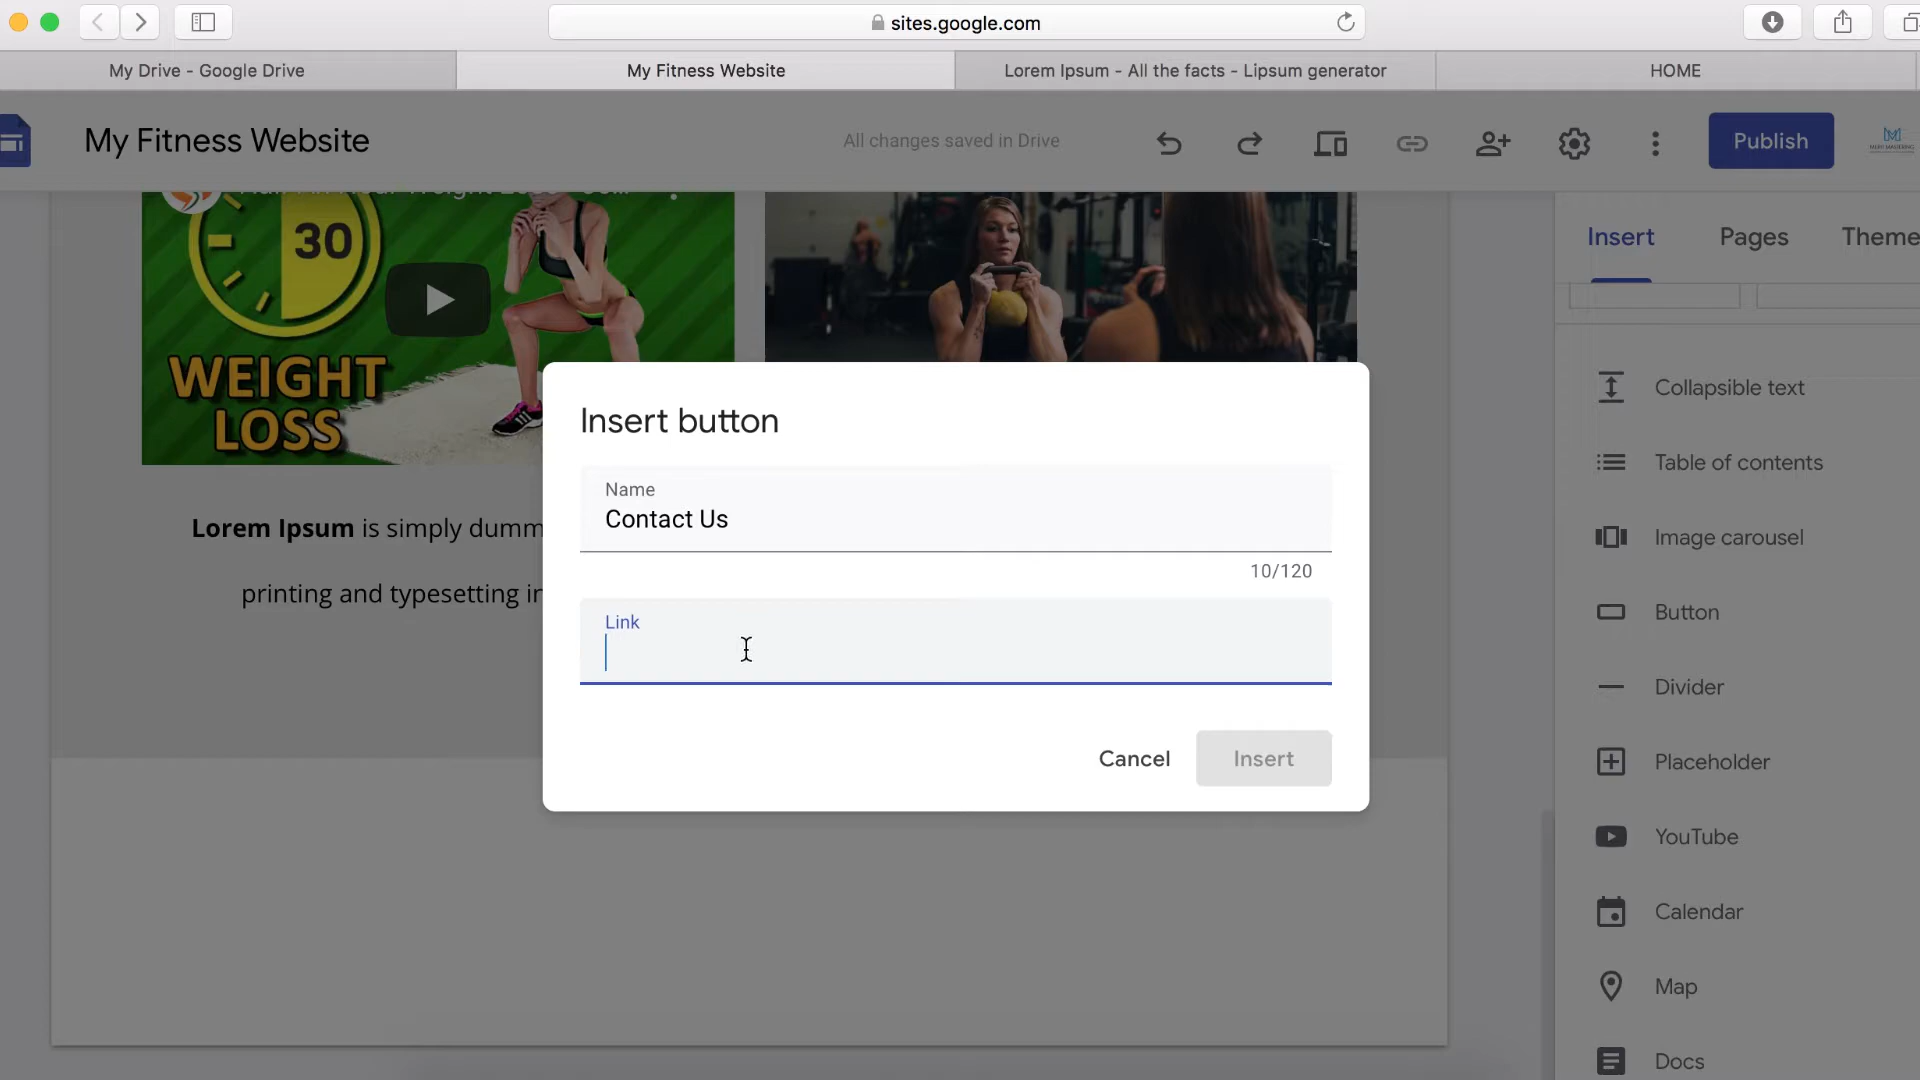 sites.google.com
My Drive - Google Drive
My Fitness Website
Lorem Ipsum - All the facts - Lipsum generator
HOME
My Fitness Website
All changes saved in Drive
Publish
Insert
Pages
Theme
30
WEIGHT
LOSS
Lorem Ipsum is simply dumm
printing and typesetting in
Insert button
Name
Contact Us
10/120
Link
Cancel
Insert
Collapsible text
Table of contents
Image carousel
Button
Divider
Placeholder
YouTube
Calendar
Map
Docs